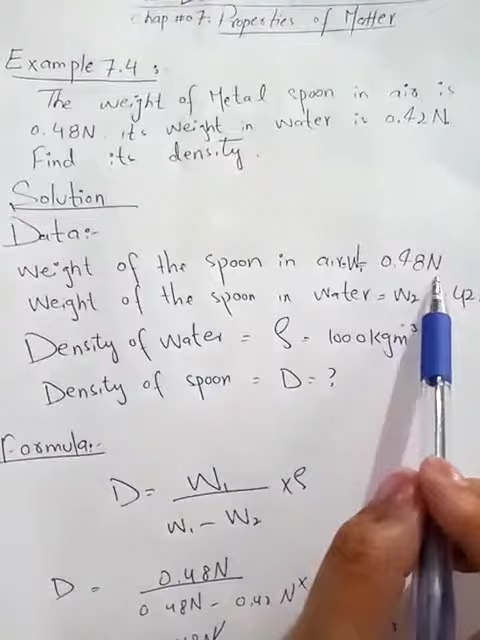 Chap #07: Properties of Matter
Example 7.4 :
The weight of Metal spoon in air is
0.48N. its weight in water is 0.42N.
Find its density.
Solution
Data:-
Weight of the spoon in air W₁= 0.48N
Weight of the spoon in water = W₂ 42
Density of water = ρ = 1000kgm⁻³
Density of spoon = D = ?
Formula:-
D = W₁ / W₁ - W₂ × ρ
D = 0.48N / 0.48N - 0.42N ×